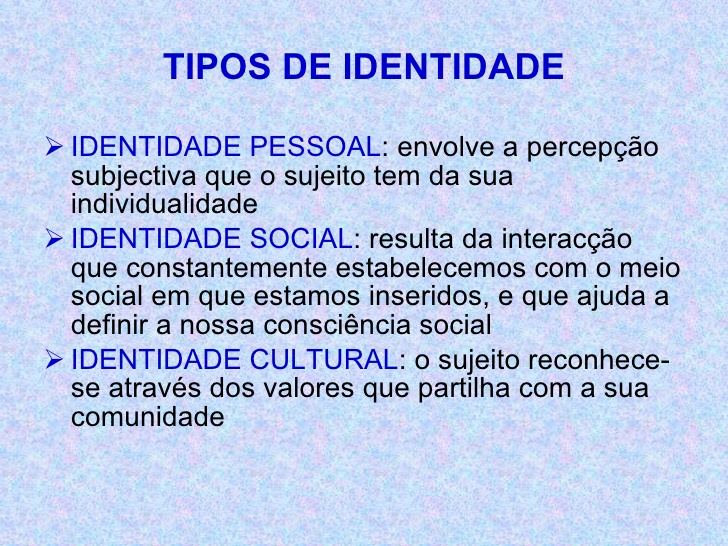 TIPOS DE IDENTIDADE
➢ IDENTIDADE PESSOAL: envolve a percepção
subjectiva que o sujeito tem da sua
individualidade
➢ IDENTIDADE SOCIAL: resulta da interacção
que constantemente estabelecemos com o meio
social em que estamos inseridos, e que ajuda a
definir a nossa consciência social
➢ IDENTIDADE CULTURAL: o sujeito reconhece-
se através dos valores que partilha com a sua
comunidade